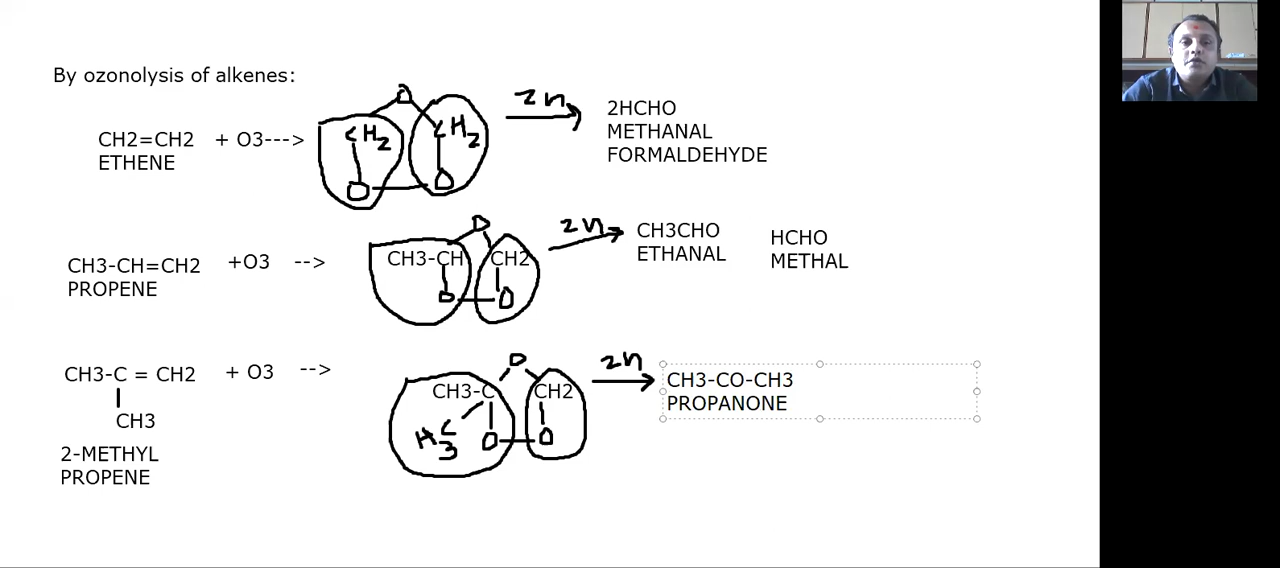 By ozonolysis of alkenes:
O
CH2=CH2 + O3---> CH2 CH2 Zn 2HCHO
ETHENE METHANAL
O O FORMALDEHYDE
O
CH3-CH=CH2 +O3 --> CH3-CH CH2 Zn CH3CHO HCHO
PROPENE ETHANAL METHAL
O O
O
CH3-C = CH2 + O3 --> CH3-C CH2 Zn CH3-CO-CH3
CH3 H3C O O PROPANONE
2-METHYL
PROPENE